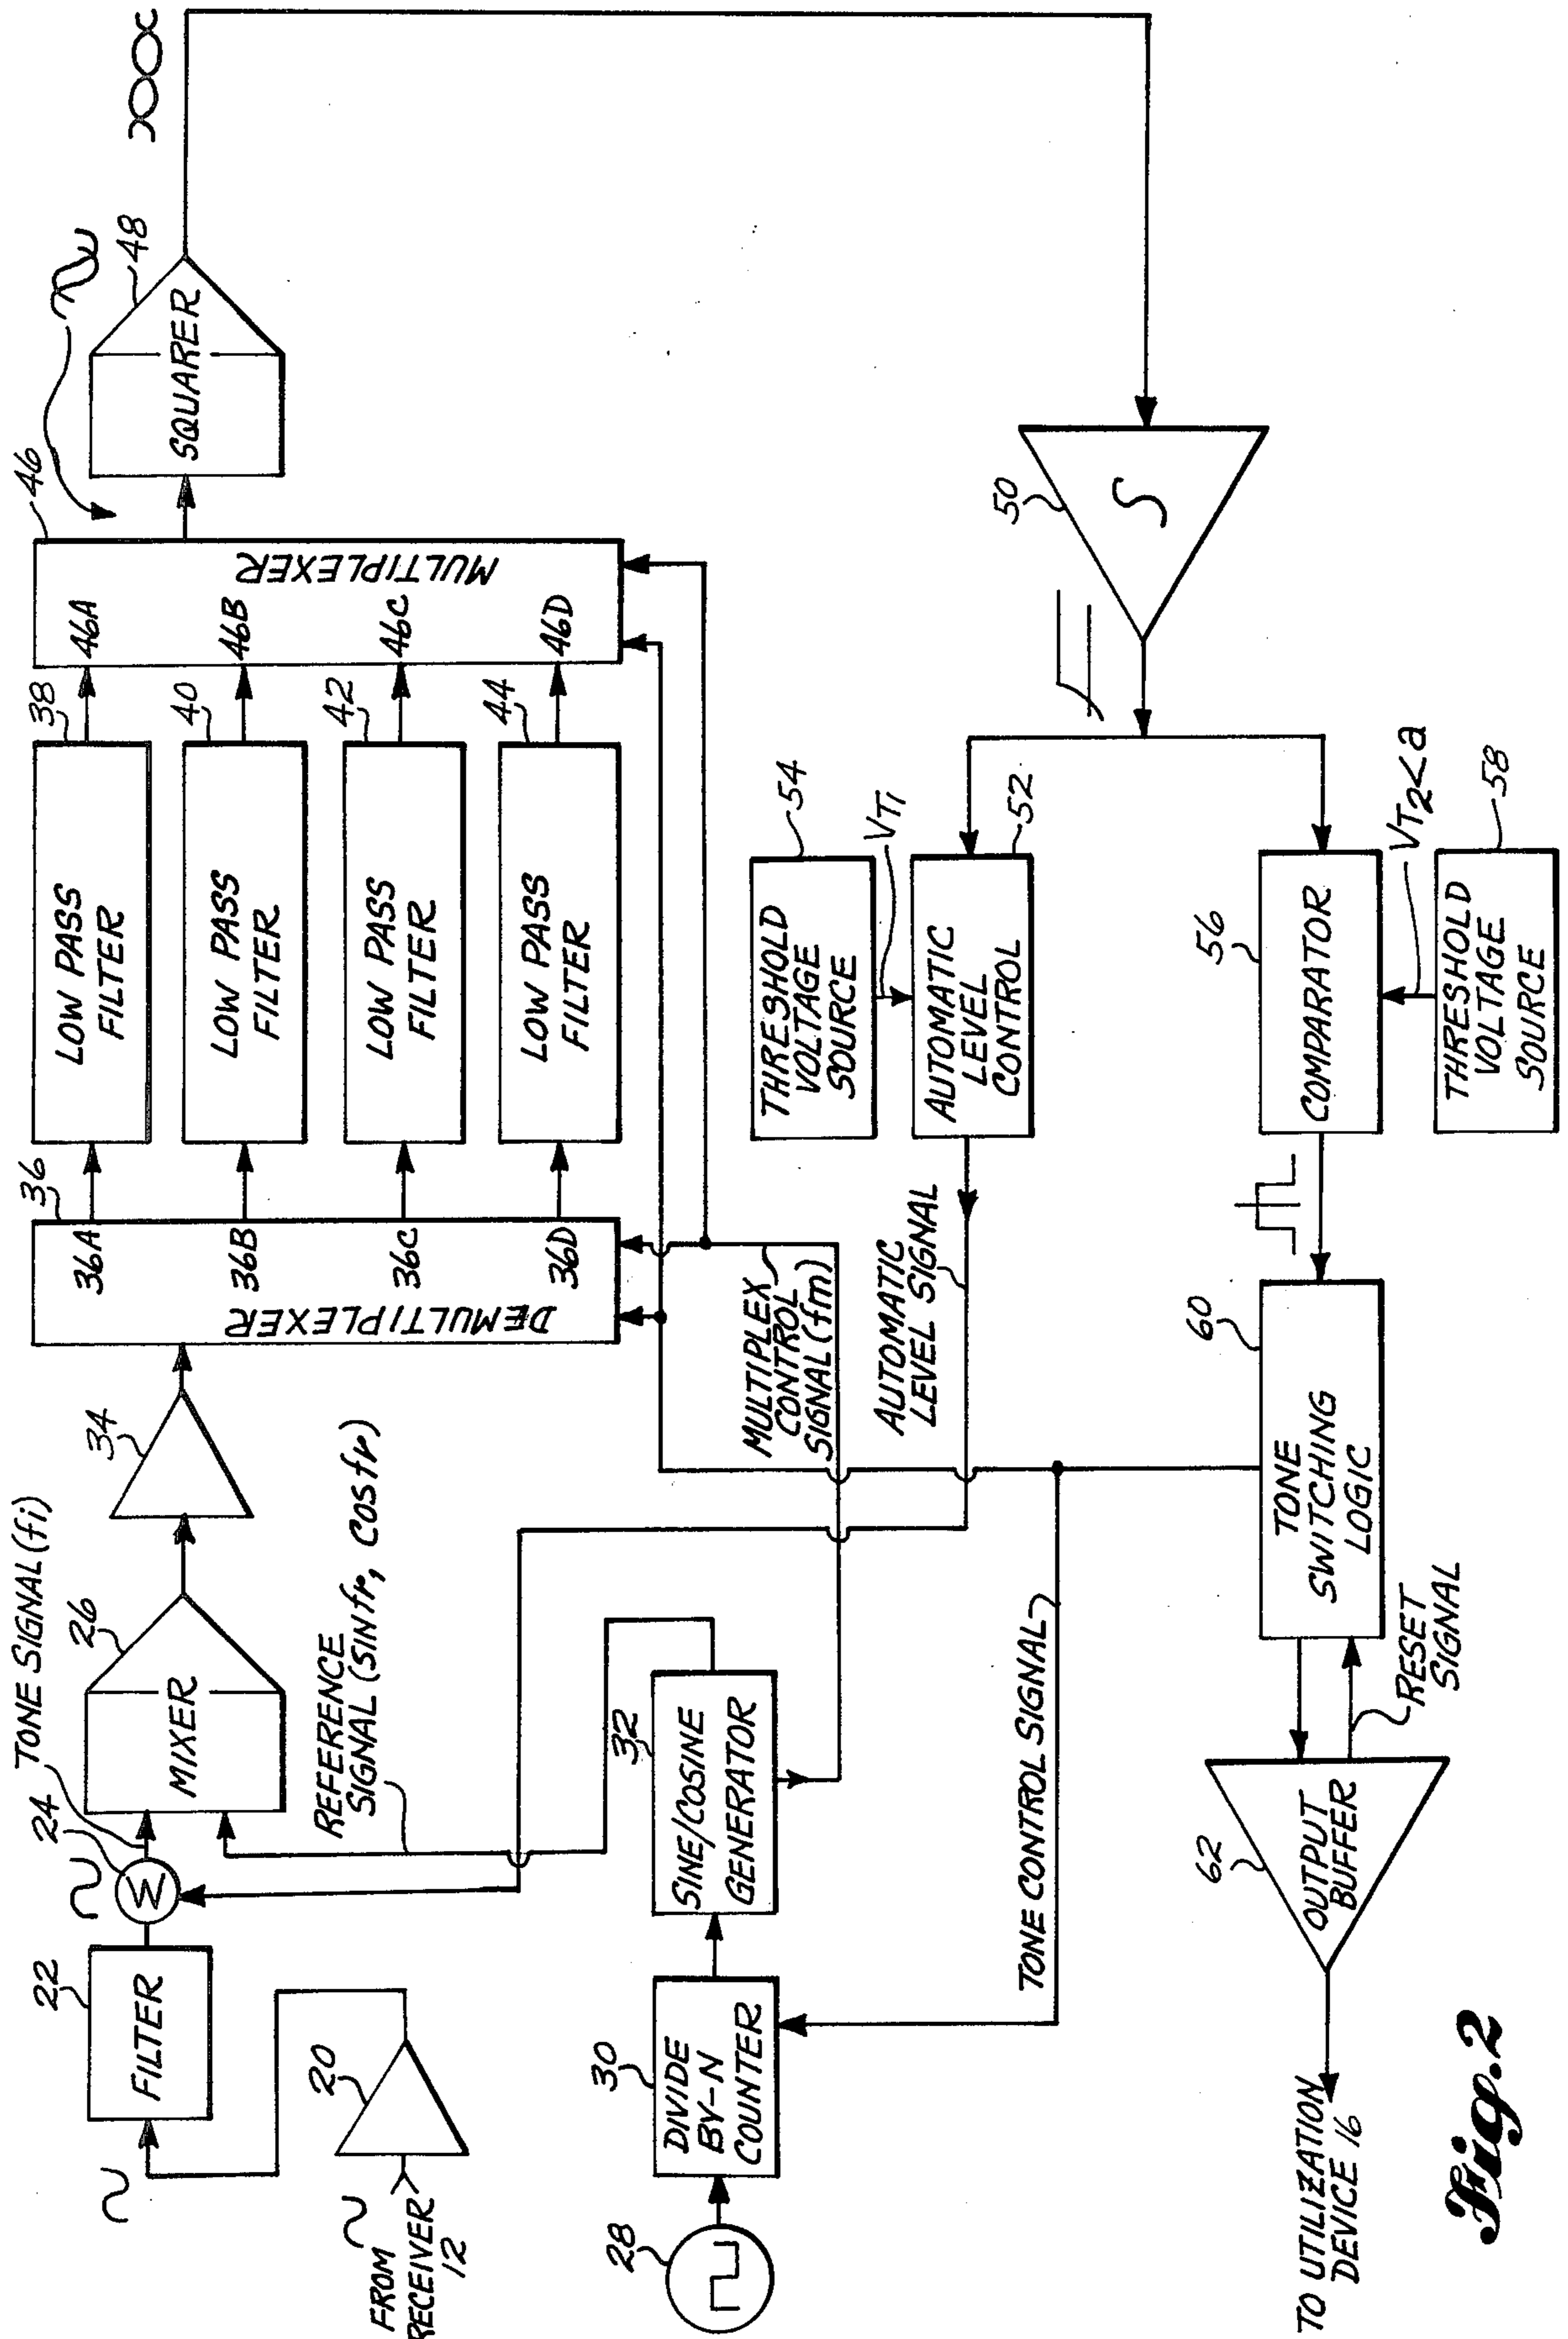 FROM
RECEIVER
12
20
22
FILTER
24
Σ
TONE SIGNAL (fi)
26
MIXER
REFERENCE
SIGNAL (SINfr, COSfr)
34
36
DEMULTIPLEXER
36A
36B
36C
36D
LOW PASS
FILTER
38
LOW PASS
FILTER
40
LOW PASS
FILTER
42
LOW PASS
FILTER
44
46
46A
46B
46C
46D
MULTIPLEXER
SQUARER
48
28
30
DIVIDE
BY-N
COUNTER
32
SINE/COSINE
GENERATOR
MULTIPLEX
CONTROL
SIGNAL (fm)
AUTOMATIC
LEVEL SIGNAL
TONE CONTROL SIGNAL
THRESHOLD
VOLTAGE
SOURCE
54
VT1
AUTOMATIC
LEVEL
CONTROL
52
50
∫
56
COMPARATOR
VT2<a
THRESHOLD
VOLTAGE
SOURCE
58
60
TONE
SWITCHING
LOGIC
RESET
SIGNAL
62
OUTPUT
BUFFER
TO UTILIZATION
DEVICE 16
Fig. 2